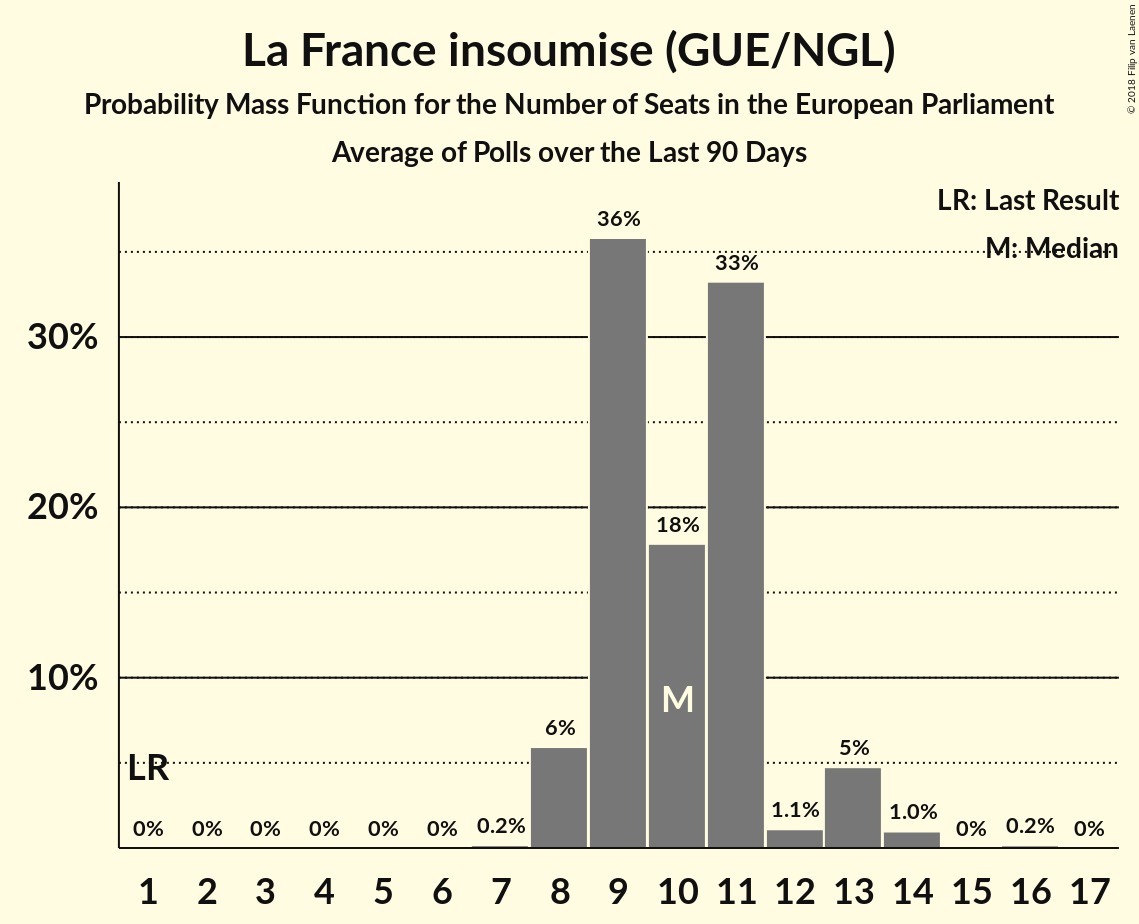 La France insoumise (GUE/NGL)
Probability Mass Function for the Number of Seats in the European Parliament
Average of Polls over the Last 90 Days
© 2018 Filip van Laenen
LR: Last Result
M: Median
36%
33%
30%
20%
18%
10%
M
6%
5%
LR
1.1%
1.0%
0% 0% 0% 0% 0% 0% 0.2% 0% 0.2% 0%
1 2 3 4 5 6 7 8 9 10 11 12 13 14 15 16 17